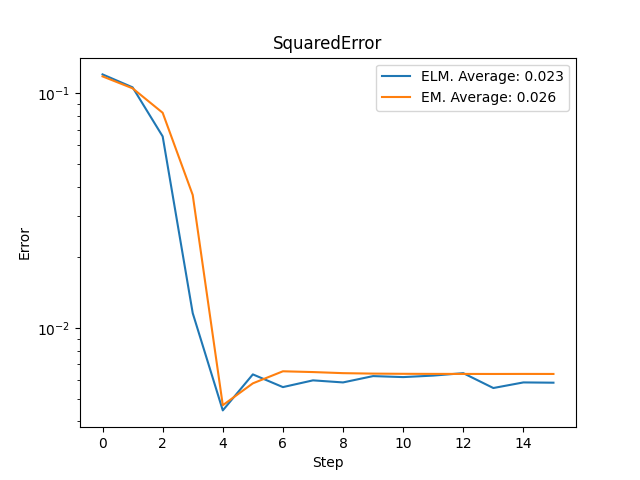 SquaredError
ELM. Average: 0.023
EM. Average: 0.026
Error
10⁻¹
10⁻²
0 2 4 6 8 10 12 14
Step